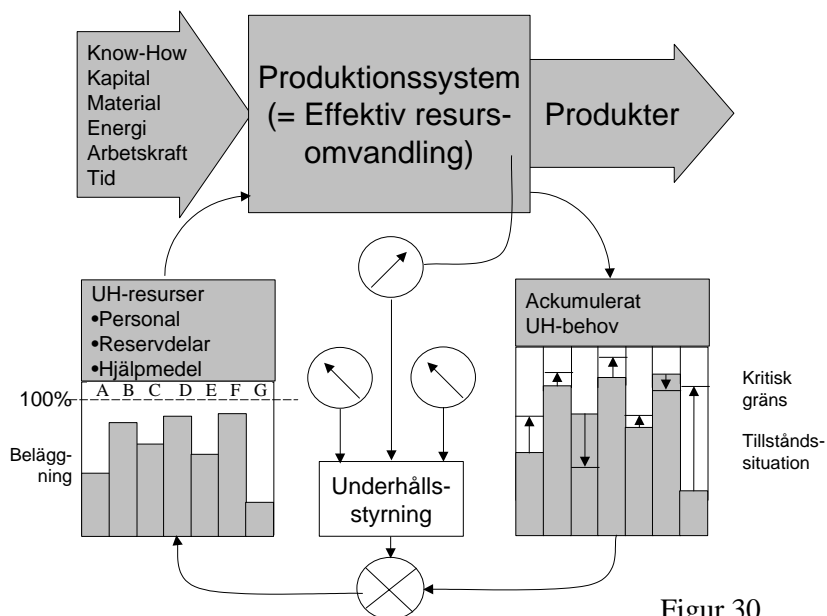 Know-How
Kapital
Material
Energi
Arbetskraft
Tid
Produktionssystem
(= Effektiv resurs-
omvandling)
Produkter
UH-resurser
•Personal
•Reservdelar
•Hjälpmedel
A B C D E F G
100%
Belägg-
ning
Underhålls-
styrning
Ackumulerat
UH-behov
Kritisk
gräns
Tillstånds-
situation
Figur 30